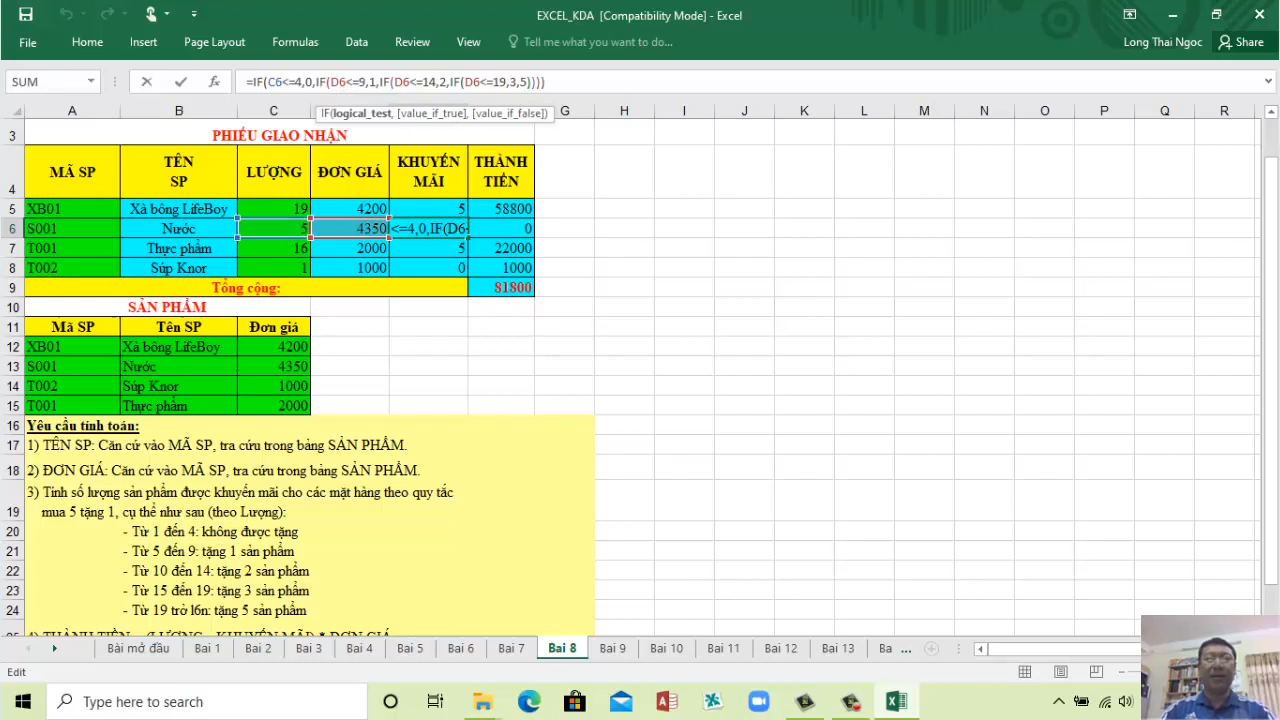 EXCEL_KDA [Compatibility Mode] - Excel
File Home Insert Page Layout Formulas Data Review View Tell me what you want to do... Long Thai Ngoc Share
SUM =IF(C6<=4,0,IF(D6<=9,1,IF(D6<=14,2,IF(D6<=19,3,5))))
IF(logical_test, [value_if_true], [value_if_false])
A B C G H I J K L M N O P Q R
3 PHIẾU GIAO NHẬN
4 MÃ SP TÊN SP LƯỢNG ĐƠN GIÁ KHUYẾN MÃI THÀNH TIỀN
5 XB01 Xà bông LifeBoy 19 4200 5 58800
6 S001 Nước 5 4350 <=4,0,IF(D6< 0
7 T001 Thực phẩm 16 2000 5 22000
8 T002 Súp Knor 1 1000 0 1000
9 Tổng cộng: 81800
10 SẢN PHẨM
11 Mã SP Tên SP Đơn giá
12 XB01 Xà bông LifeBoy 4200
13 S001 Nước 4350
14 T002 Súp Knor 1000
15 T001 Thực phẩm 2000
16 Yêu cầu tính toán:
17 1) TÊN SP: Căn cứ vào MÃ SP, tra cứu trong bảng SẢN PHẨM.
18 2) ĐƠN GIÁ: Căn cứ vào MÃ SP, tra cứu trong bảng SẢN PHẨM.
3) Tính số lượng sản phẩm được khuyến mãi cho các mặt hàng theo quy tắc
19 mua 5 tặng 1, cụ thể như sau (theo Lượng):
20 - Từ 1 đến 4: không được tặng
21 - Từ 5 đến 9: tặng 1 sản phẩm
22 - Từ 10 đến 14: tặng 2 sản phẩm
23 - Từ 15 đến 19: tặng 3 sản phẩm
24 - Từ 19 trở lớn: tặng 5 sản phẩm
4) THÀNH TIỀN = (LƯỢNG - KHUYẾN MÃI) * ĐƠN GIÁ
Bài mở đầu Bai 1 Bai 2 Bai 3 Bai 4 Bai 5 Bai 6 Bai 7 Bai 8 Bai 9 Bai 10 Bai 11 Bai 12 Bai 13 Ba ...
Edit
Type here to search